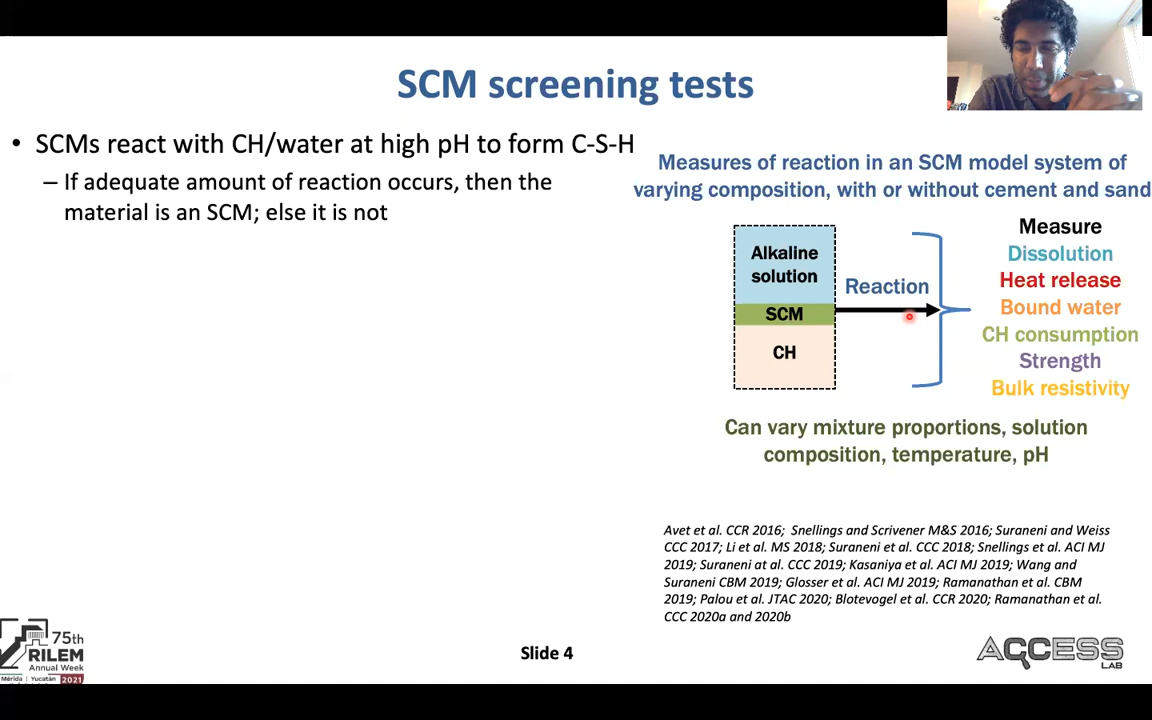 SCM screening tests
• SCMs react with CH/water at high pH to form C-S-H
– If adequate amount of reaction occurs, then the
material is an SCM; else it is not
Measures of reaction in an SCM model system of
varying composition, with or without cement and sand
Alkaline
solution
SCM
CH
Reaction
Measure
Dissolution
Heat release
Bound water
CH consumption
Strength
Bulk resistivity
Can vary mixture proportions, solution
composition, temperature, pH
Avet et al. CCR 2016; Snellings and Scrivener M&S 2016; Suraneni and Weiss
CCC 2017; Li et al. MS 2018; Suraneni et al. CCC 2018; Snellings et al. ACI MJ
2019; Suraneni at al. CCC 2019; Kasaniya et al. ACI MJ 2019; Wang and
Suraneni CBM 2019; Glosser et al. ACI MJ 2019; Ramanathan et al. CBM
2019; Palou et al. JTAC 2020; Blotevogel et al. CCR 2020; Ramanathan et al.
CCC 2020a and 2020b
75th
RILEM
Annual Week
Mérida | Yucatán 2021
Slide 4
ACCESS
LAB